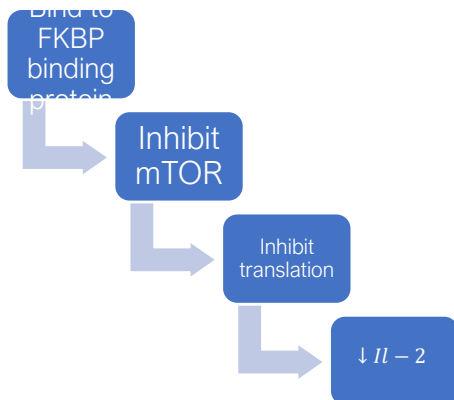 Bind to
FKBP
binding
protein
Inhibit
mTOR
Inhibit
translation
↓ Il − 2